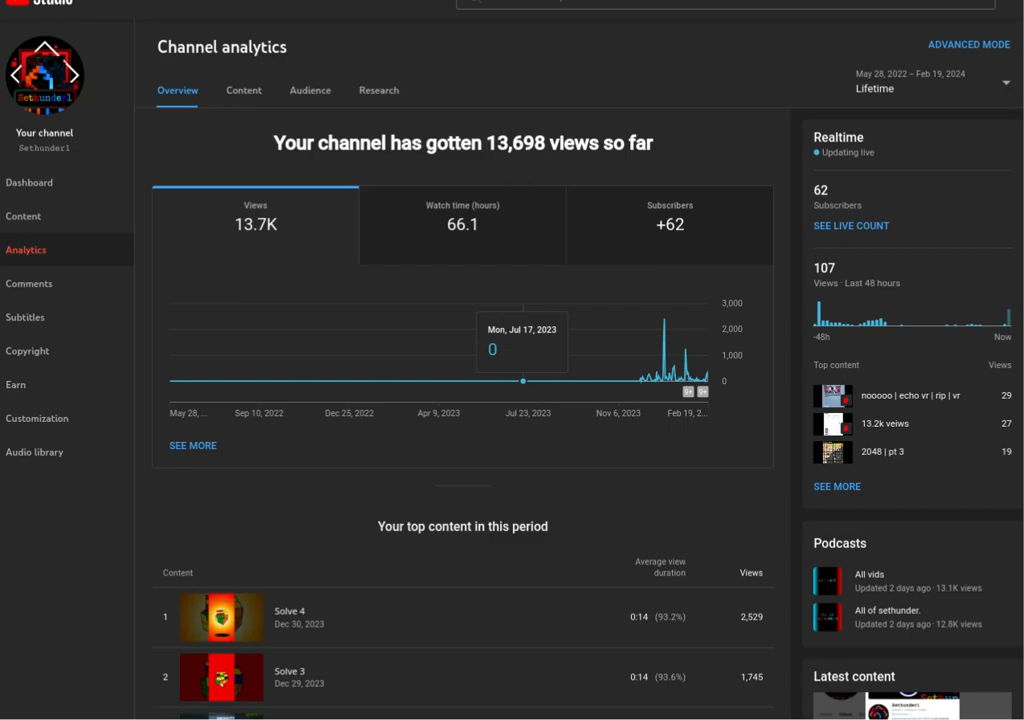 Studio
Sethunder1
Your channel
Sethunder1
Dashboard
Content
Analytics
Comments
Subtitles
Copyright
Earn
Customization
Audio library
Channel analytics
ADVANCED MODE
Overview
Content
Audience
Research
May 28, 2022 – Feb 19, 2024
Lifetime
Your channel has gotten 13,698 views so far
Views
13.7K
Watch time (hours)
66.1
Subscribers
+62
Mon, Jul 17, 2023
0
3,000
2,000
1,000
0
9+
9+
May 28, ...
Sep 10, 2022
Dec 25, 2022
Apr 9, 2023
Jul 23, 2023
Nov 6, 2023
Feb 19, 2...
SEE MORE
Your top content in this period
Content
Average view
duration
Views
1
Solve 4
Dec 30, 2023
0:14 (93.2%)
2,529
2
Solve 3
Dec 29, 2023
0:14 (93.6%)
1,745
Realtime
Updating live
62
Subscribers
SEE LIVE COUNT
107
Views · Last 48 hours
-48h
Now
Top content
Views
nooooo | echo vr | rip | vr
29
13.2k veiws
27
2048 | pt 3
19
SEE MORE
Podcasts
All vids
Updated 2 days ago · 13.1K views
All of sethunder.
Updated 2 days ago · 12.8K views
Latest content
Sethunder1